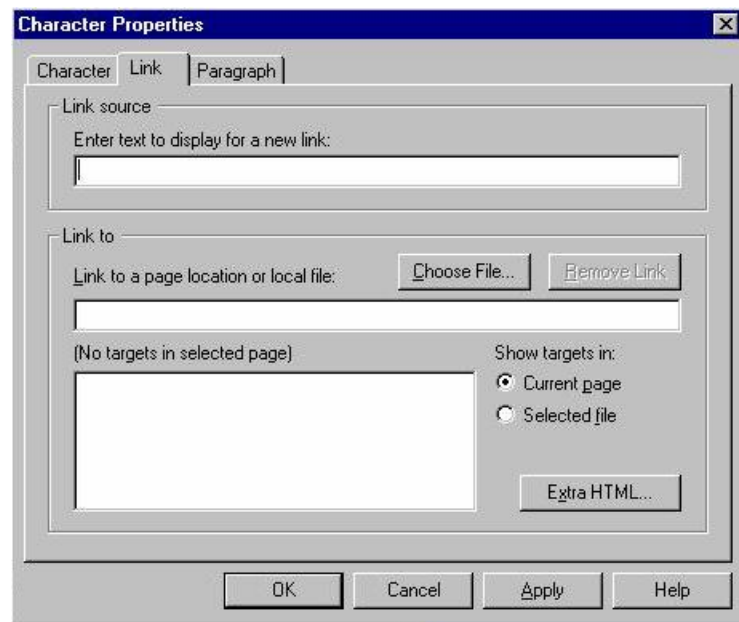 Character Properties
Character Link Paragraph
Link source
Enter text to display for a new link:
Link to
Link to a page location or local file: Choose File... Remove Link
(No targets in selected page) Show targets in:
Current page
Selected file
Extra HTML...
OK Cancel Apply Help